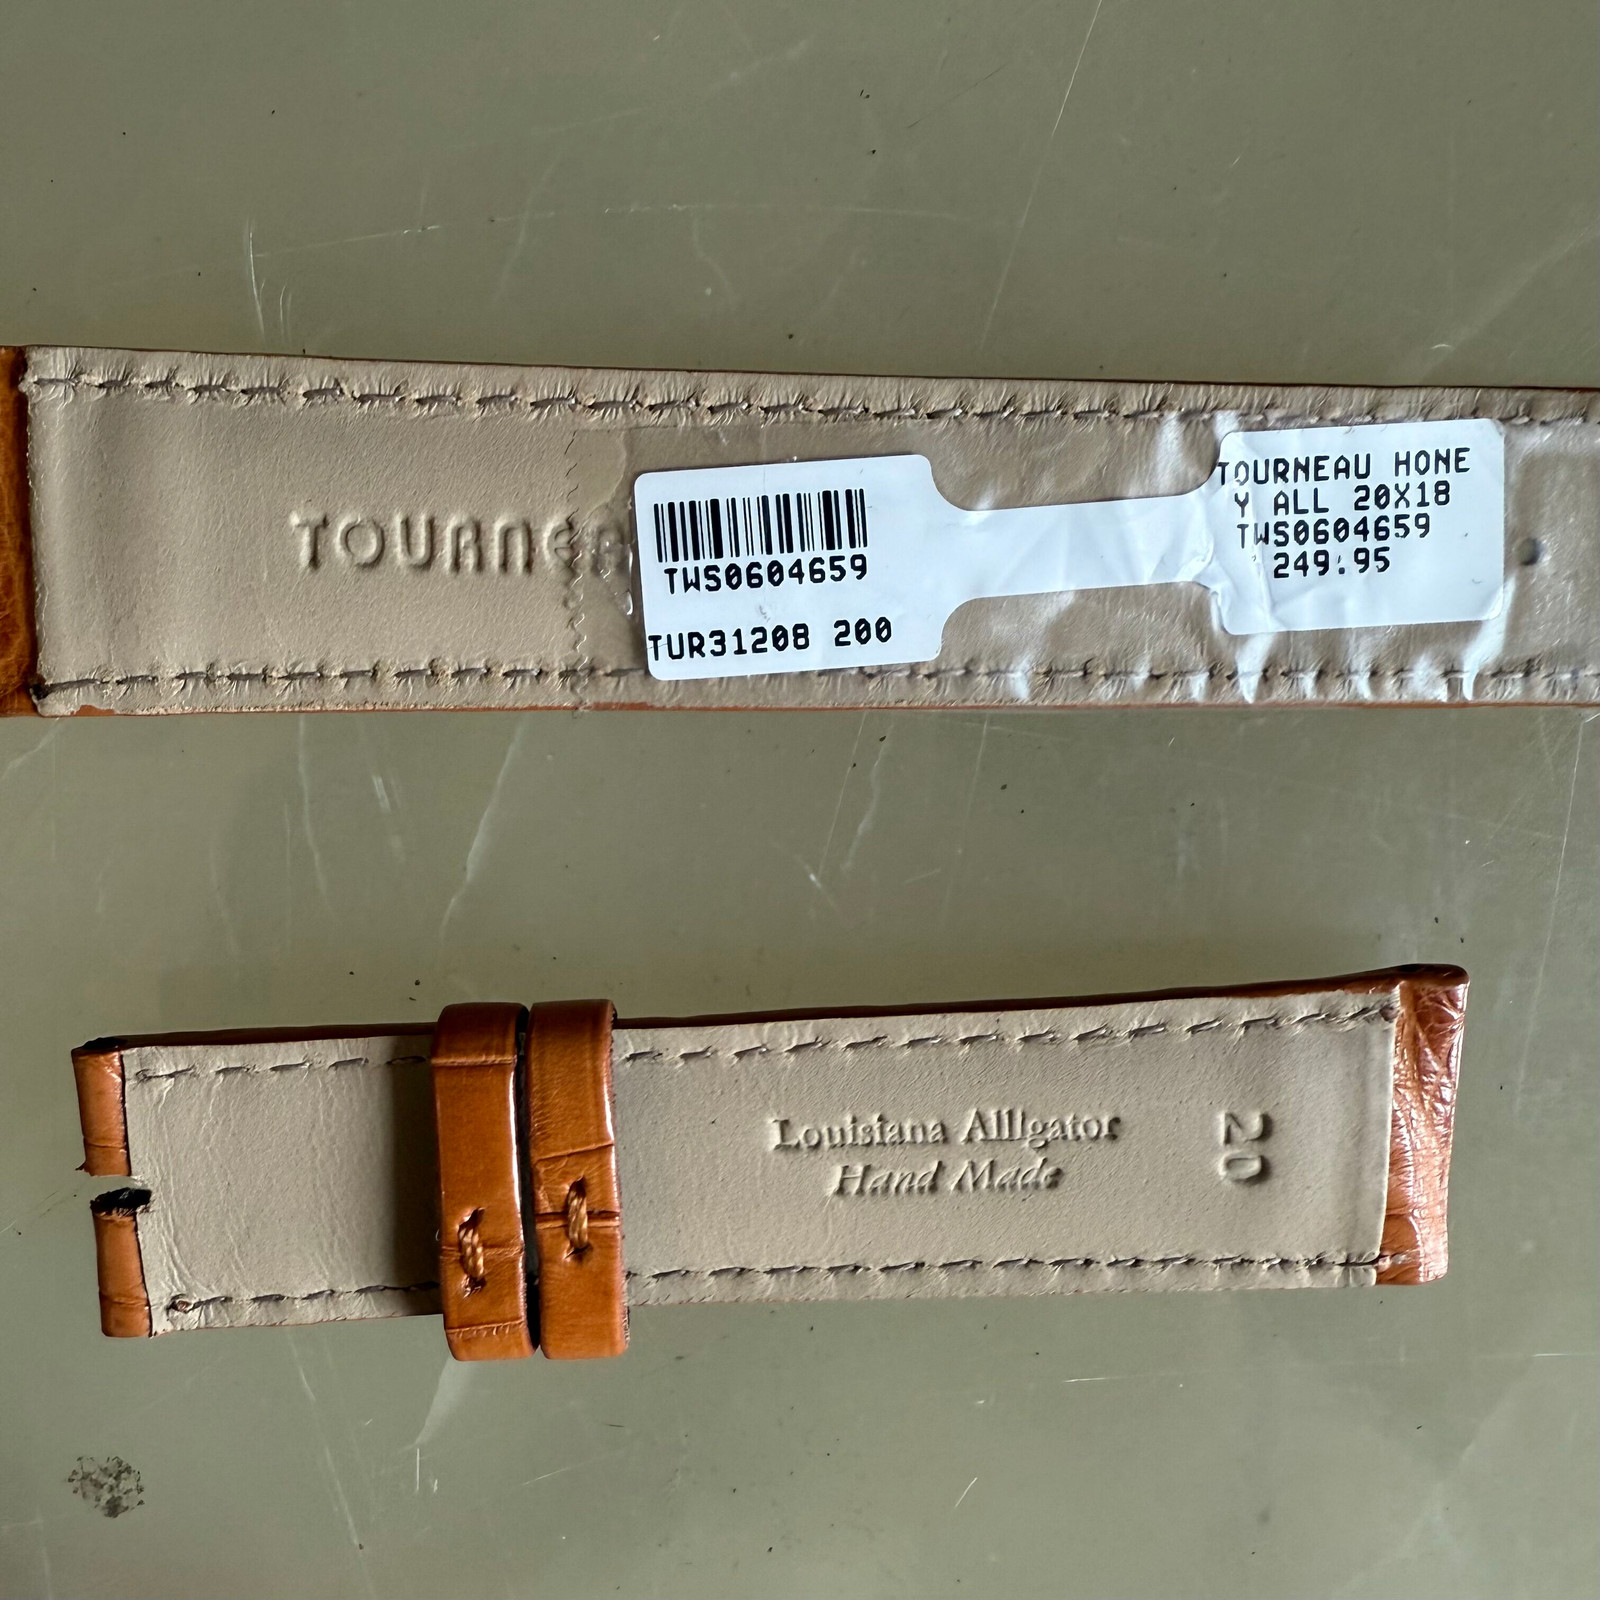 TOURNE
TWS0604659
TUR31208 200
TOURNEAU HONE
Y ALL 20X18
TWS0604659
249.95
Louisiana Alligator
Hand Made
20